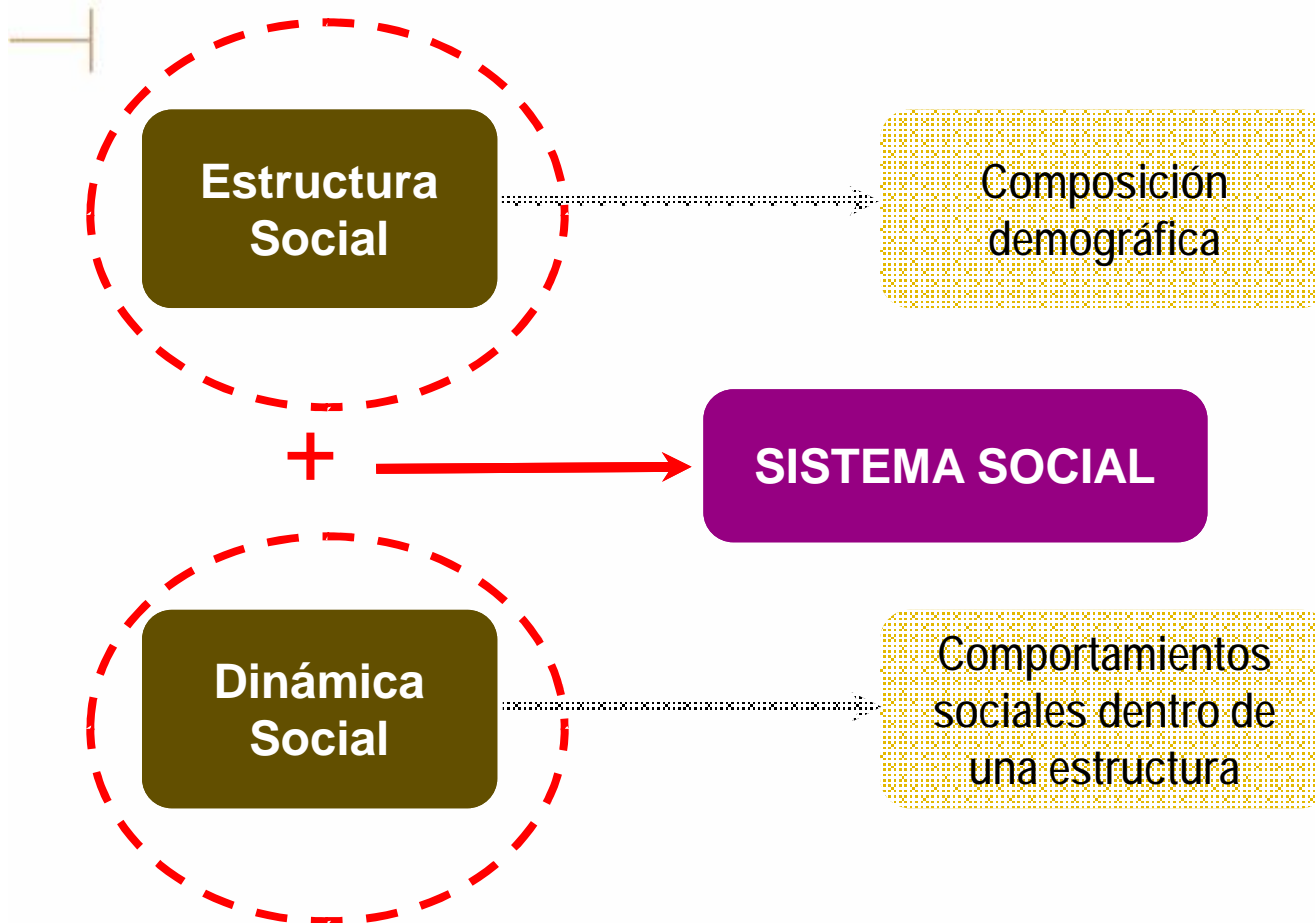 Estructura
Social
Composición
demográfica
+
SISTEMA SOCIAL
Dinámica
Social
Comportamientos
sociales dentro de
una estructura